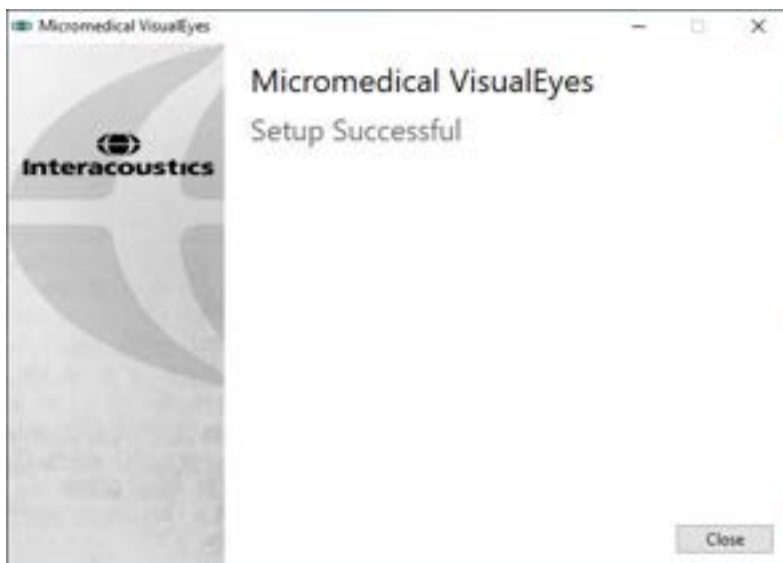 Micromedical VisualEyes
Micromedical VisualEyes
Setup Successful
Interacoustics
Close